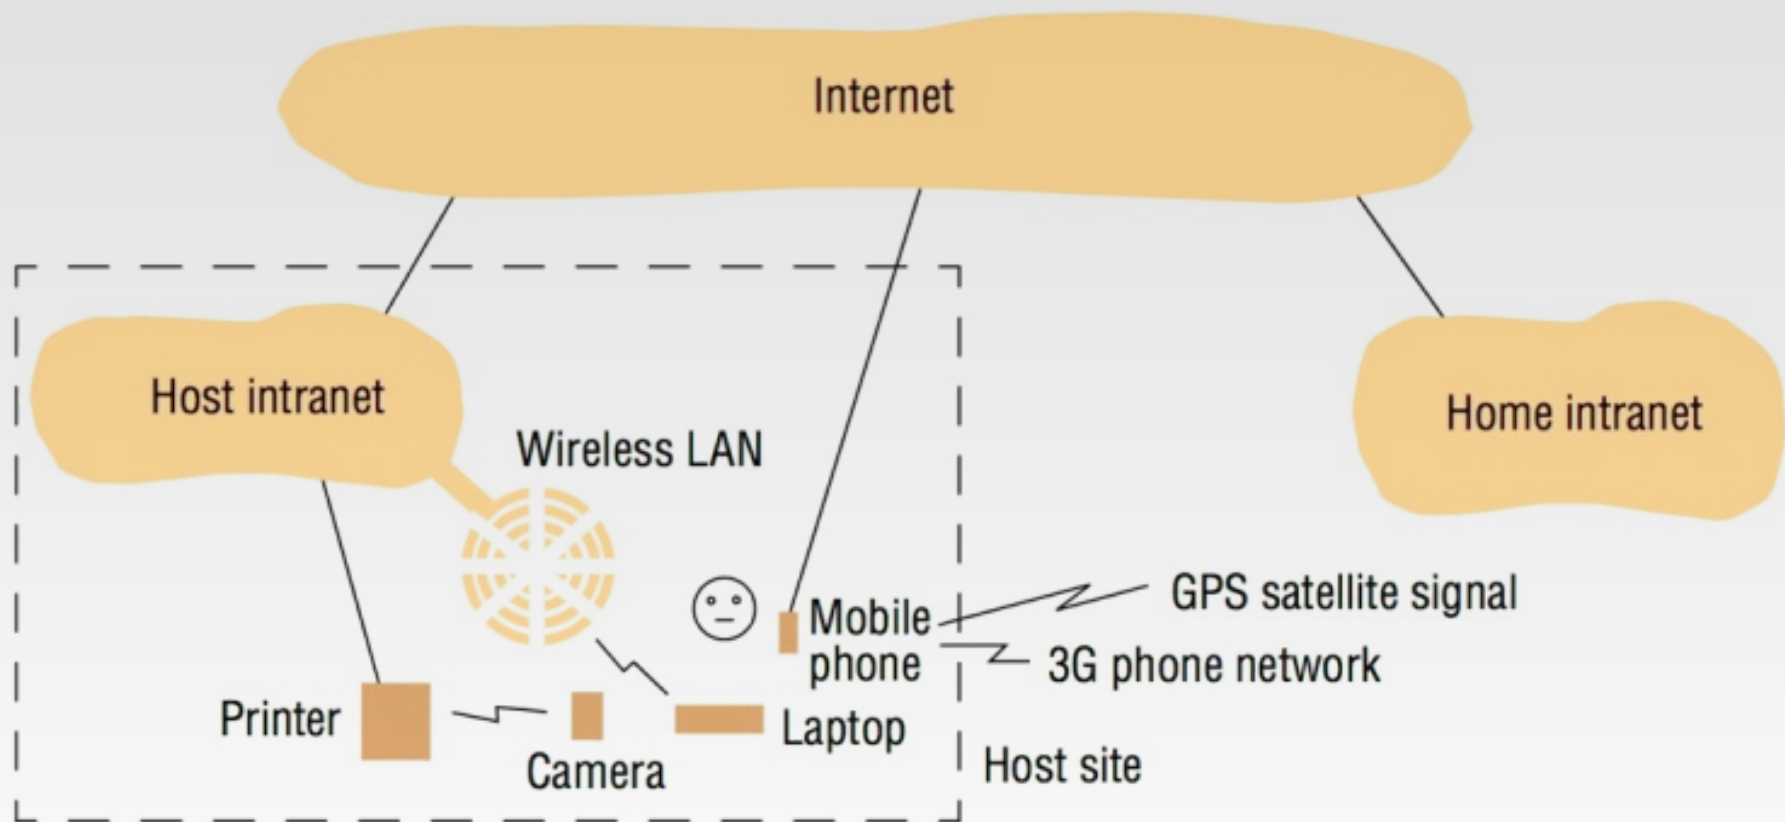 Internet
Host intranet
Wireless LAN
Home intranet
Mobile
phone
GPS satellite signal
3G phone network
Printer
Camera
Laptop
Host site